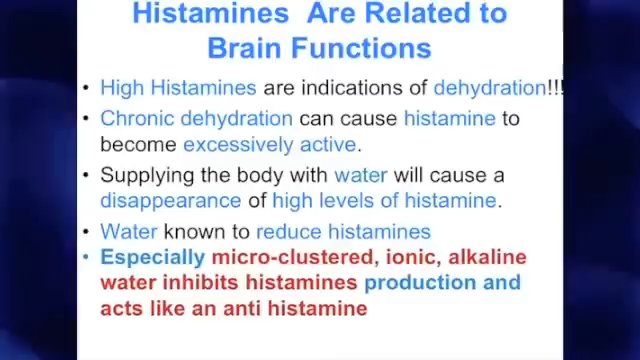 Histamines Are Related to
Brain Functions
• High Histamines are indications of dehydration!!!
• Chronic dehydration can cause histamine to
become excessively active.
• Supplying the body with water will cause a
disappearance of high levels of histamine.
• Water known to reduce histamines
• Especially micro-clustered, ionic, alkaline
water inhibits histamines production and
acts like an anti histamine